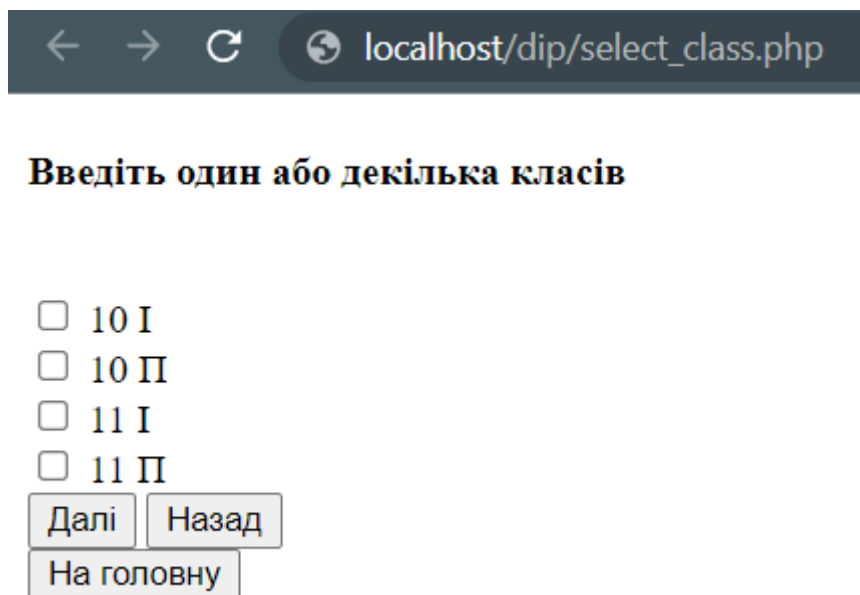 localhost/dip/select_class.php
Введіть один або декілька класів
10 І
10 П
11 І
11 П
Далі Назад
На головну